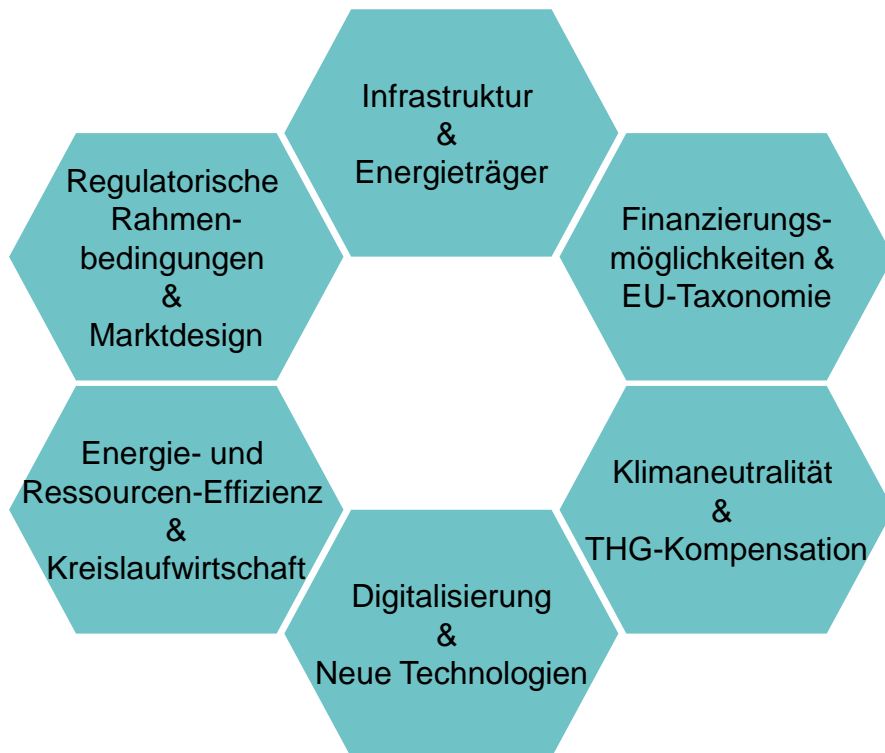 Infrastruktur
&
Energieträger
Regulatorische
Rahmen-
bedingungen
&
Marktdesign
Finanzierungs-
möglichkeiten &
EU-Taxonomie
Energie- und
Ressourcen-Effizienz
&
Kreislaufwirtschaft
Klimaneutralität
&
THG-Kompensation
Digitalisierung
&
Neue Technologien